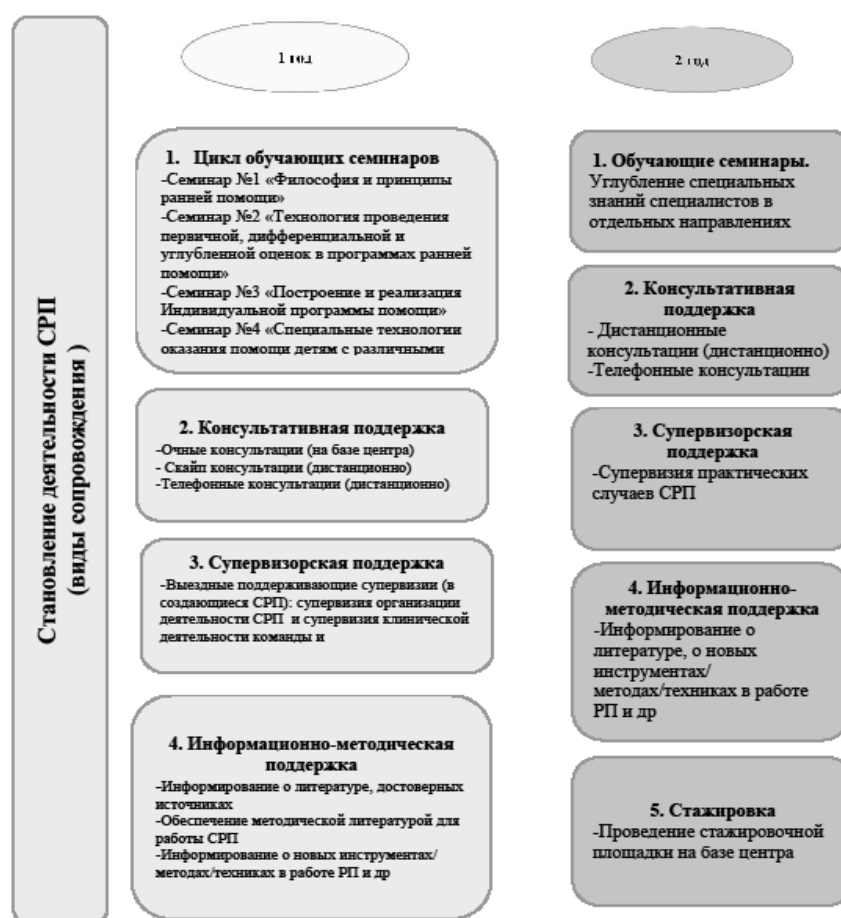 Становление деятельности СРП
(виды сопровождения )
1 год
1. Цикл обучающих семинаров
-Семинар №1 «Философия и принципы
ранней помощи»
-Семинар №2 «Технология проведения
первичной, дифференциальной и
углубленной оценок в программах ранней
помощи»
-Семинар №3 «Построение и реализация
Индивидуальной программы помощи»
-Семинар №4 «Специальные технологии
оказания помощи детям с различными
2. Консультативная поддержка
-Очные консультации (на базе центра)
- Скайп консультации (дистанционно)
-Телефонные консультации (дистанционно)
3. Супервизорская поддержка
-Выездные поддерживающие супервизии (в
создающиеся СРП): супервизия организации
деятельности СРП и супервизия клинической
деятельности команды и
4. Информационно-методическая
поддержка
-Информирование о литературе, достоверных
источниках
-Обеспечение методической литературой для
работы СРП
-Информирование о новых инструментах/
методах/техниках в работе РП и др
2 год
1. Обучающие семинары.
Углубление специальных
знаний специалистов в
отдельных направлениях
2. Консультативная
поддержка
- Дистанционные
консультации (дистанционно)
-Телефонные консультации
3. Супервизорская
поддержка
-Супервизия практических
случаев СРП
4. Информационно-
методическая поддержка
-Информирование о
литературе, о новых
инструментах/
методах/техниках в работе
РП и др
5. Стажировка
-Проведение стажировочной
площадки на базе центра